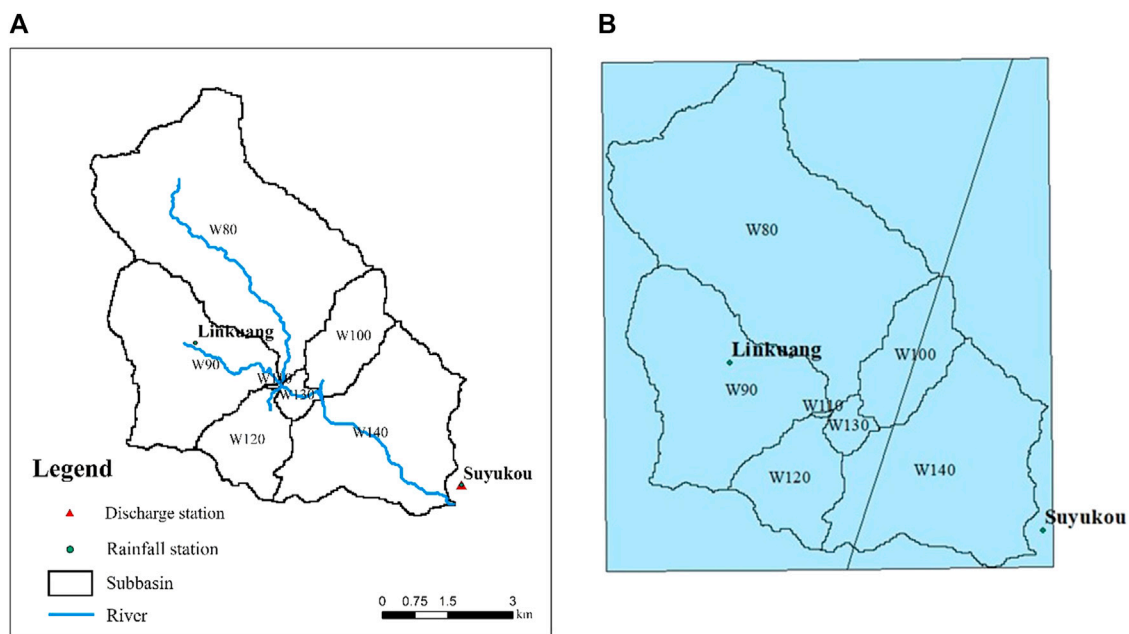 A
W80
Linkuang
W90
W100
W110
W130
W120
W140
Suyukou
Legend
Discharge station
Rainfall station
Subbasin
River
0 0.75 1.5 3
km
B
W80
Linkuang
W90
W100
W110
W130
W120
W140
Suyukou